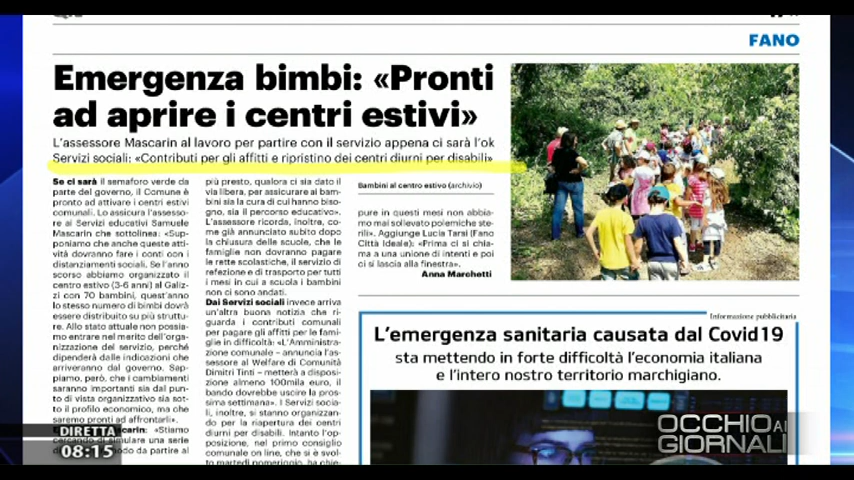 FANO
Emergenza bimbi: «Pronti
ad aprire i centri estivi»
L'assessore Mascarin al lavoro per partire con il servizio appena ci sarà l'ok
Servizi sociali: «Contributi per gli affitti e ripristino dei centri diurni per disabili»
Se ci sarà il semaforo verde da
parte del governo, il Comune è
pronto ad attivare i centri estivi
comunali. Lo assicura l'assesso-
re ai Servizi educativi Samuele
Mascarin che sottolinea: «Sup-
poniamo che anche queste atti-
vità dovranno fare i conti con i
distanziamenti sociali. Se l'anno
scorso abbiamo organizzato il
centro estivo (3-6 anni) al Galiz-
zi con 70 bambini, quest'anno
lo stesso numero di bimbi dovrà
essere distribuito su più struttu-
re. Allo stato attuale non possia-
mo entrare nel merito dell'or-
ganizzazione del servizio, perché
dipenderà dalle indicazioni che
arriveranno dal governo. Sap-
piamo, però, che i cambiamenti
saranno importanti sia dal pun-
to di vista organizzativo sia sot-
to il profilo economico, ma che
saremo pronti ad affrontarli».
Mascarin: «Stiamo
cercando di simulare una serie
modo da partire al
più presto, qualora ci sia dato il
via libera, per assicurare ai bam-
bini sia la cura di cui hanno biso-
gno, sia il percorso educativo».
L'assessore ricorda, inoltre, co-
me già annunciato subito dopo
la chiusura delle scuole, che le
famiglie non dovranno pagare
le rette scolastiche, il servizio di
refezione e di trasporto per tutti
i mesi in cui a scuola i bambini
non ci sono andati.
Dai Servizi sociali invece arriva
un'altra buona notizia che ri-
guarda i contributi comunali
per pagare gli affitti per le fami-
glie in difficoltà: «L'Amministra-
zione comunale – annuncia l'as-
sessore al Welfare di Comunità
Dimitri Tinti – metterà a disposi-
zione almeno 100mila euro, il
bando dovrebbe uscire la pros-
sima settimana». I Servizi socia-
li, inoltre, si stanno organizzan-
do per la riapertura dei centri
diurni per disabili. Intanto l'op-
posizione, nel primo consiglio
comunale on line, che si è svol-
to martedì pomeriggio, ha chie-
Bambini al centro estivo (archivio)
pure in questi mesi non abbia-
mo mai sollevato polemiche ste-
rili». Aggiunge Lucia Tarsi (Fano
Città Ideale): «Prima ci si chia-
ma a una unione di intenti e poi
ci si lascia alla finestra».
Anna Marchetti
Informazione pubblicitaria
L'emergenza sanitaria causata dal Covid19
sta mettendo in forte difficoltà l'economia italiana
e l'intero nostro territorio marchigiano.
DIRETTA
08:15
OCCHIO AI
GIORNALI